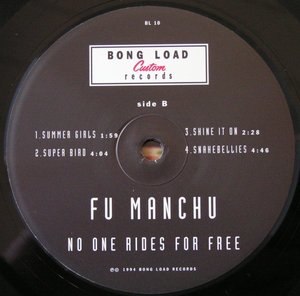 BL 18
BONG LOAD
Custom
records
side B
1.SUMMER GIRLS 1:59
2.SUPER BIRD 4:04
3.SHINE IT ON 2:28
4.SNAKEBELLIES 4:46
FU MANCHU
NO ONE RIDES FOR FREE
℗© 1994 BONG LOAD RECORDS